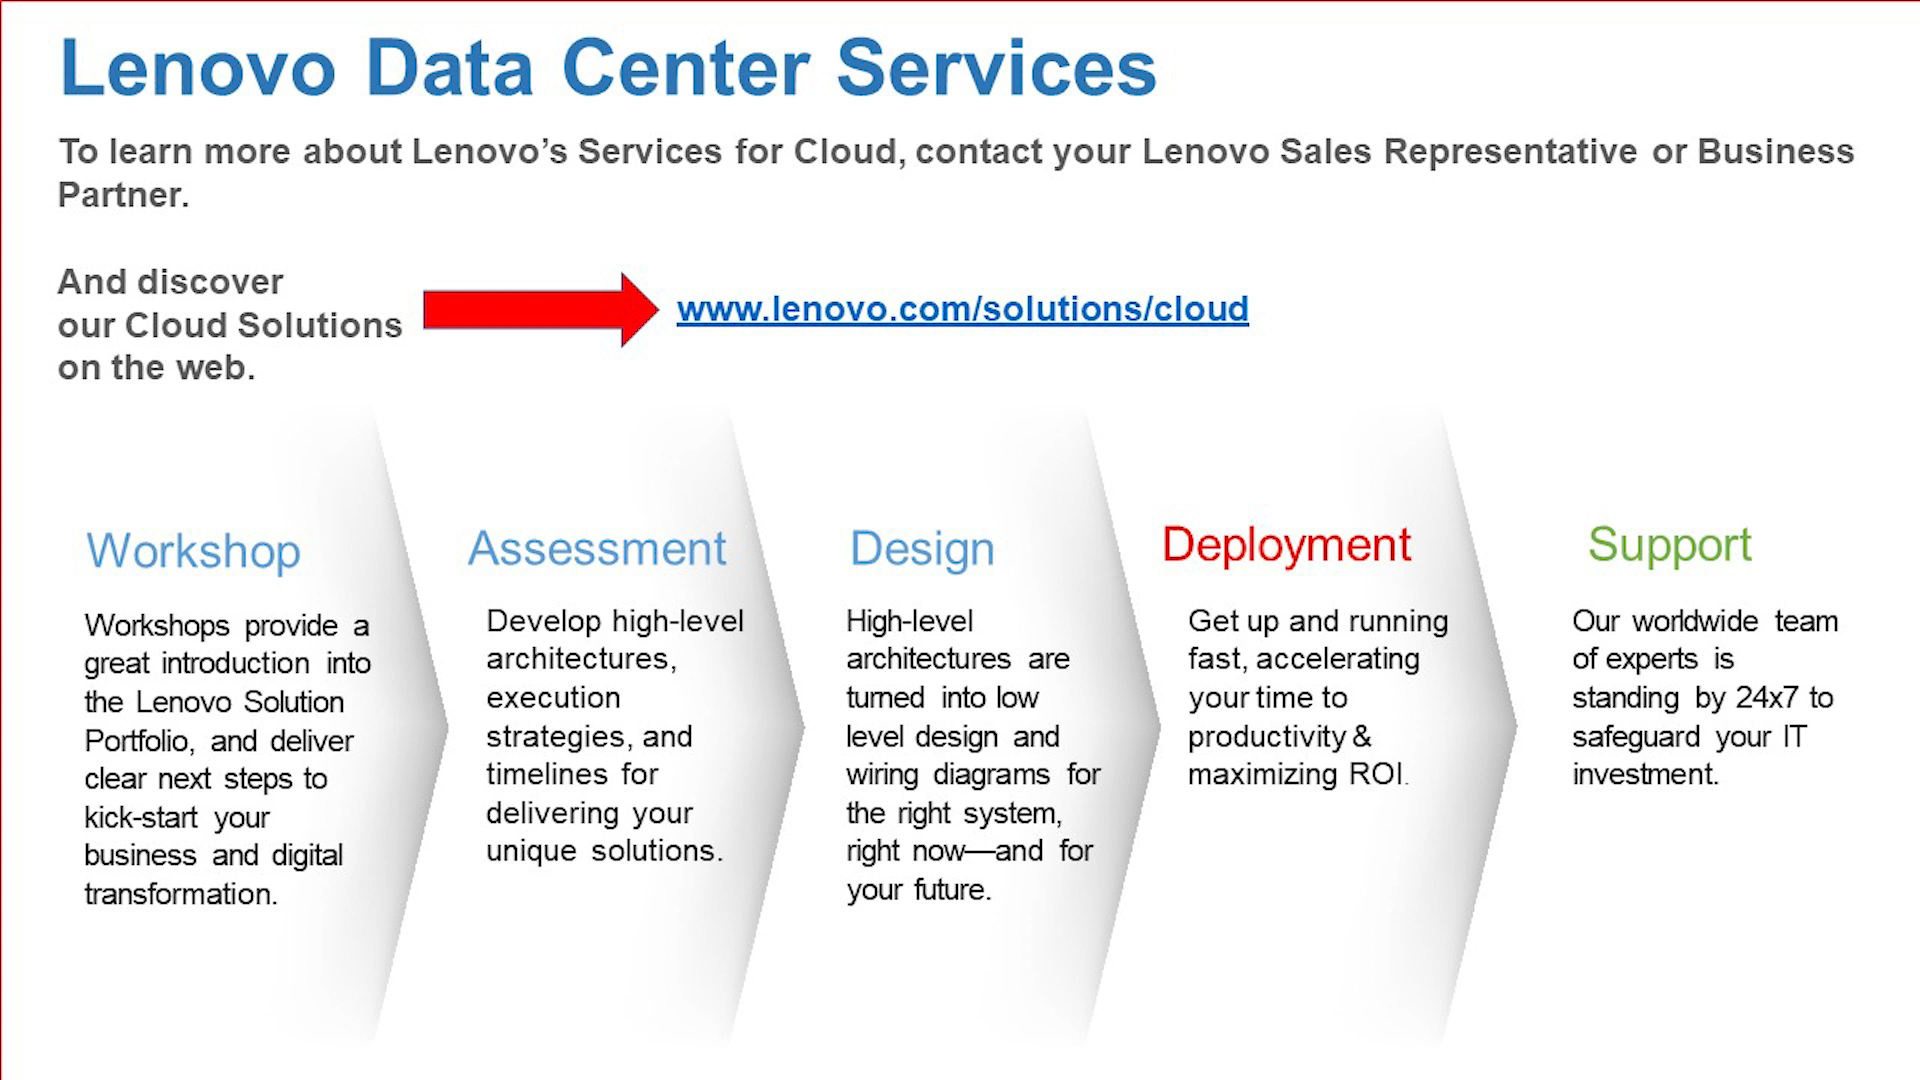 Lenovo Data Center Services
To learn more about Lenovo’s Services for Cloud, contact your Lenovo Sales Representative or Business
Partner.
And discover
our Cloud Solutions
on the web.
www.lenovo.com/solutions/cloud
Workshop
Workshops provide a
great introduction into
the Lenovo Solution
Portfolio, and deliver
clear next steps to
kick-start your
business and digital
transformation.
Assessment
Develop high-level
architectures,
execution
strategies, and
timelines for
delivering your
unique solutions.
Design
High-level
architectures are
turned into low
level design and
wiring diagrams for
the right system,
right now—and for
your future.
Deployment
Get up and running
fast, accelerating
your time to
productivity &
maximizing ROI.
Support
Our worldwide team
of experts is
standing by 24x7 to
safeguard your IT
investment.